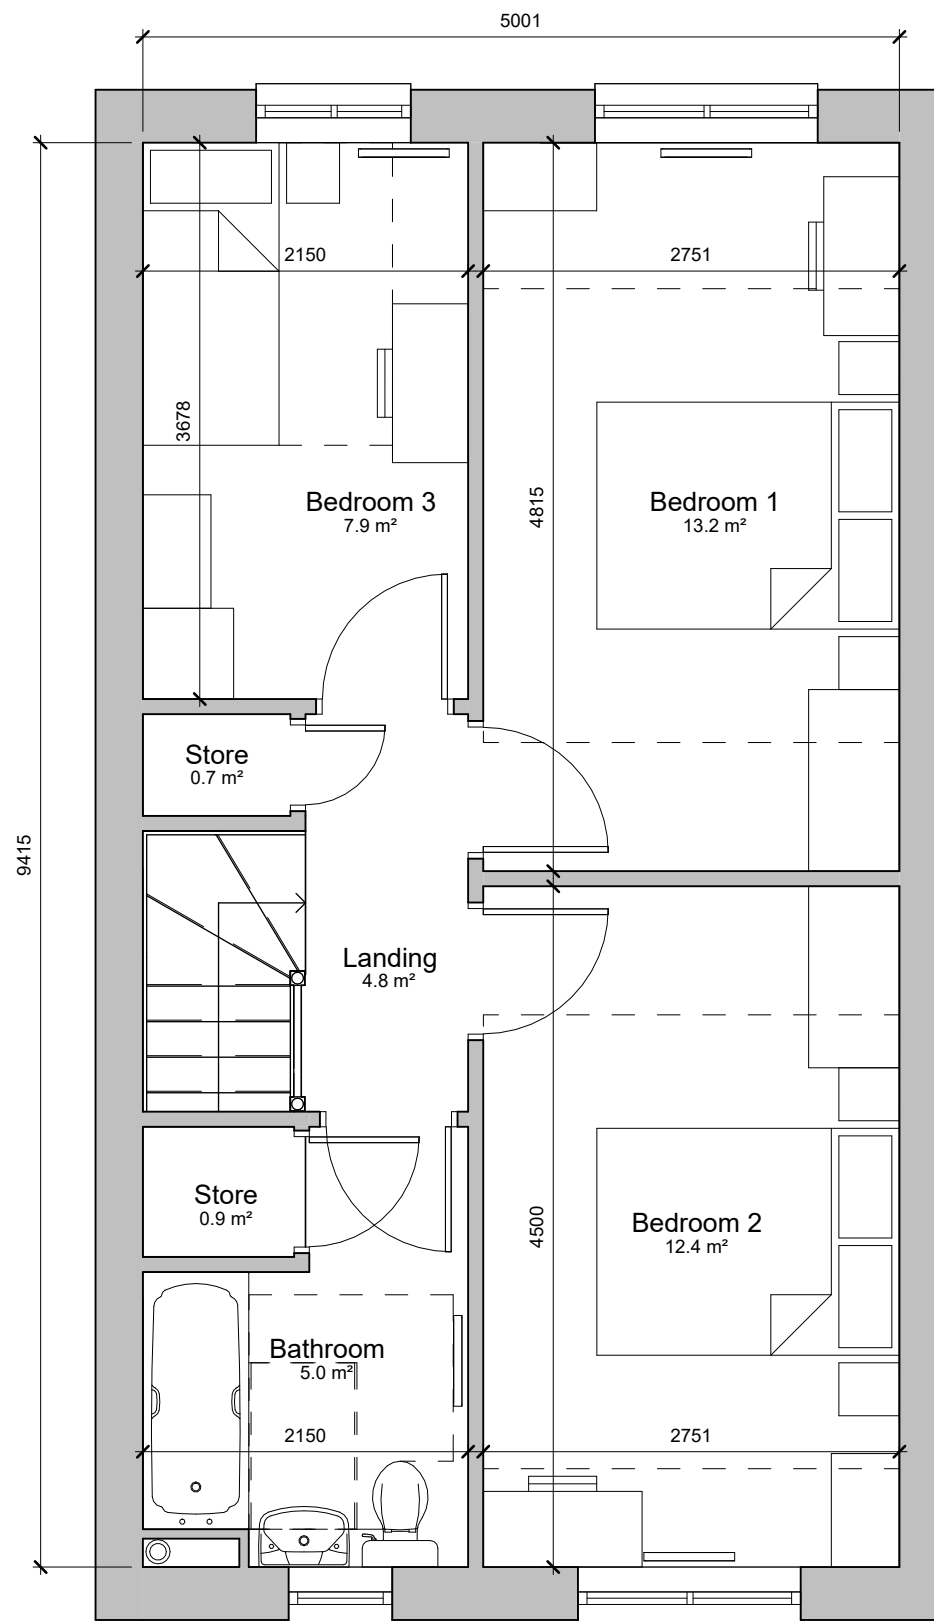 5001
2150
2751
3678
4815
Bedroom 3
7.9 m²
Bedroom 1
13.2 m²
Store
0.7 m²
9415
Landing
4.8 m²
Store
0.9 m²
4500
Bedroom 2
12.4 m²
Bathroom
5.0 m²
2150
2751